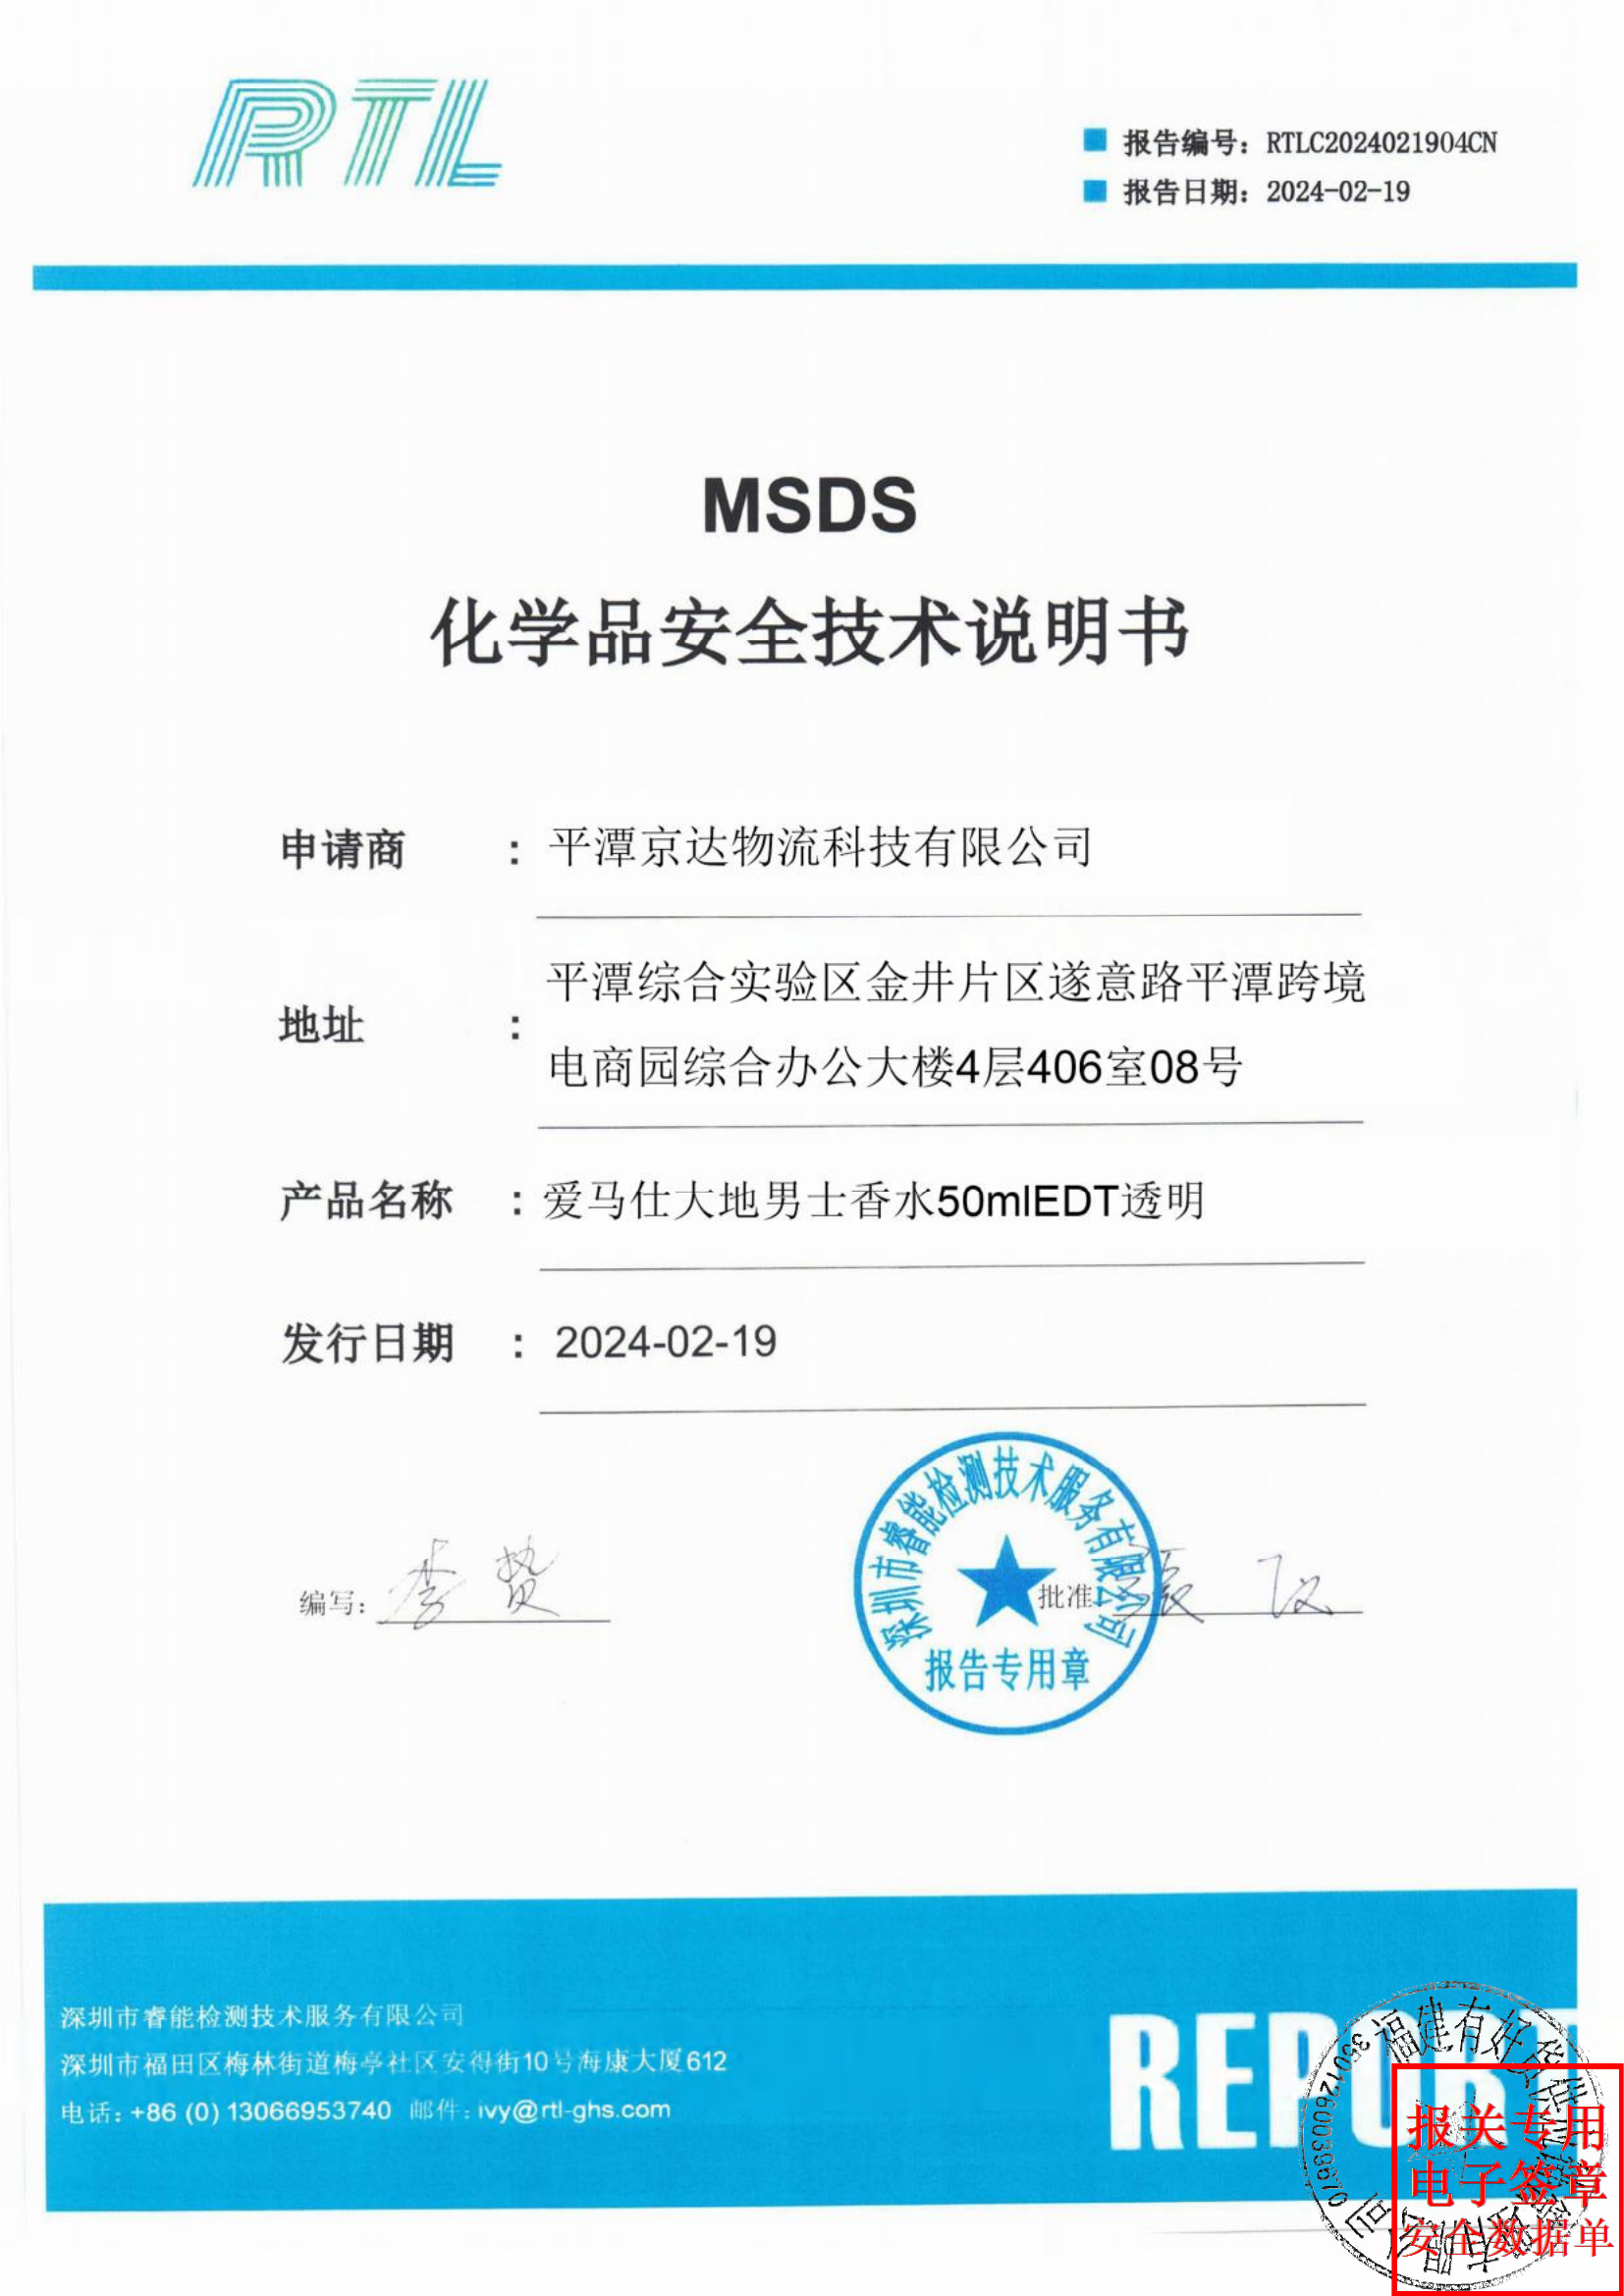 RTL
报告编号：RTLC2024021904CN
报告日期：2024-02-19
MSDS
化学品安全技术说明书
申请商 ：平潭京达物流科技有限公司
地址 ：平潭综合实验区金井片区遂意路平潭跨境
电商园综合办公大楼4层406室08号
产品名称 ：爱马仕大地男士香水50mlEDT透明
发行日期 ：2024-02-19
深圳市睿能检测技术服务有限公司
报告专用章
编写：李赞
批准
深圳市睿能检测技术服务有限公司
深圳市福田区梅林街道梅亭社区安得街10号海康大厦612
电话：+86 (0) 13066953740 邮件：ivy@rtl-ghs.com
REPORT
福建有好
报关专用
电子签章
安全数据单